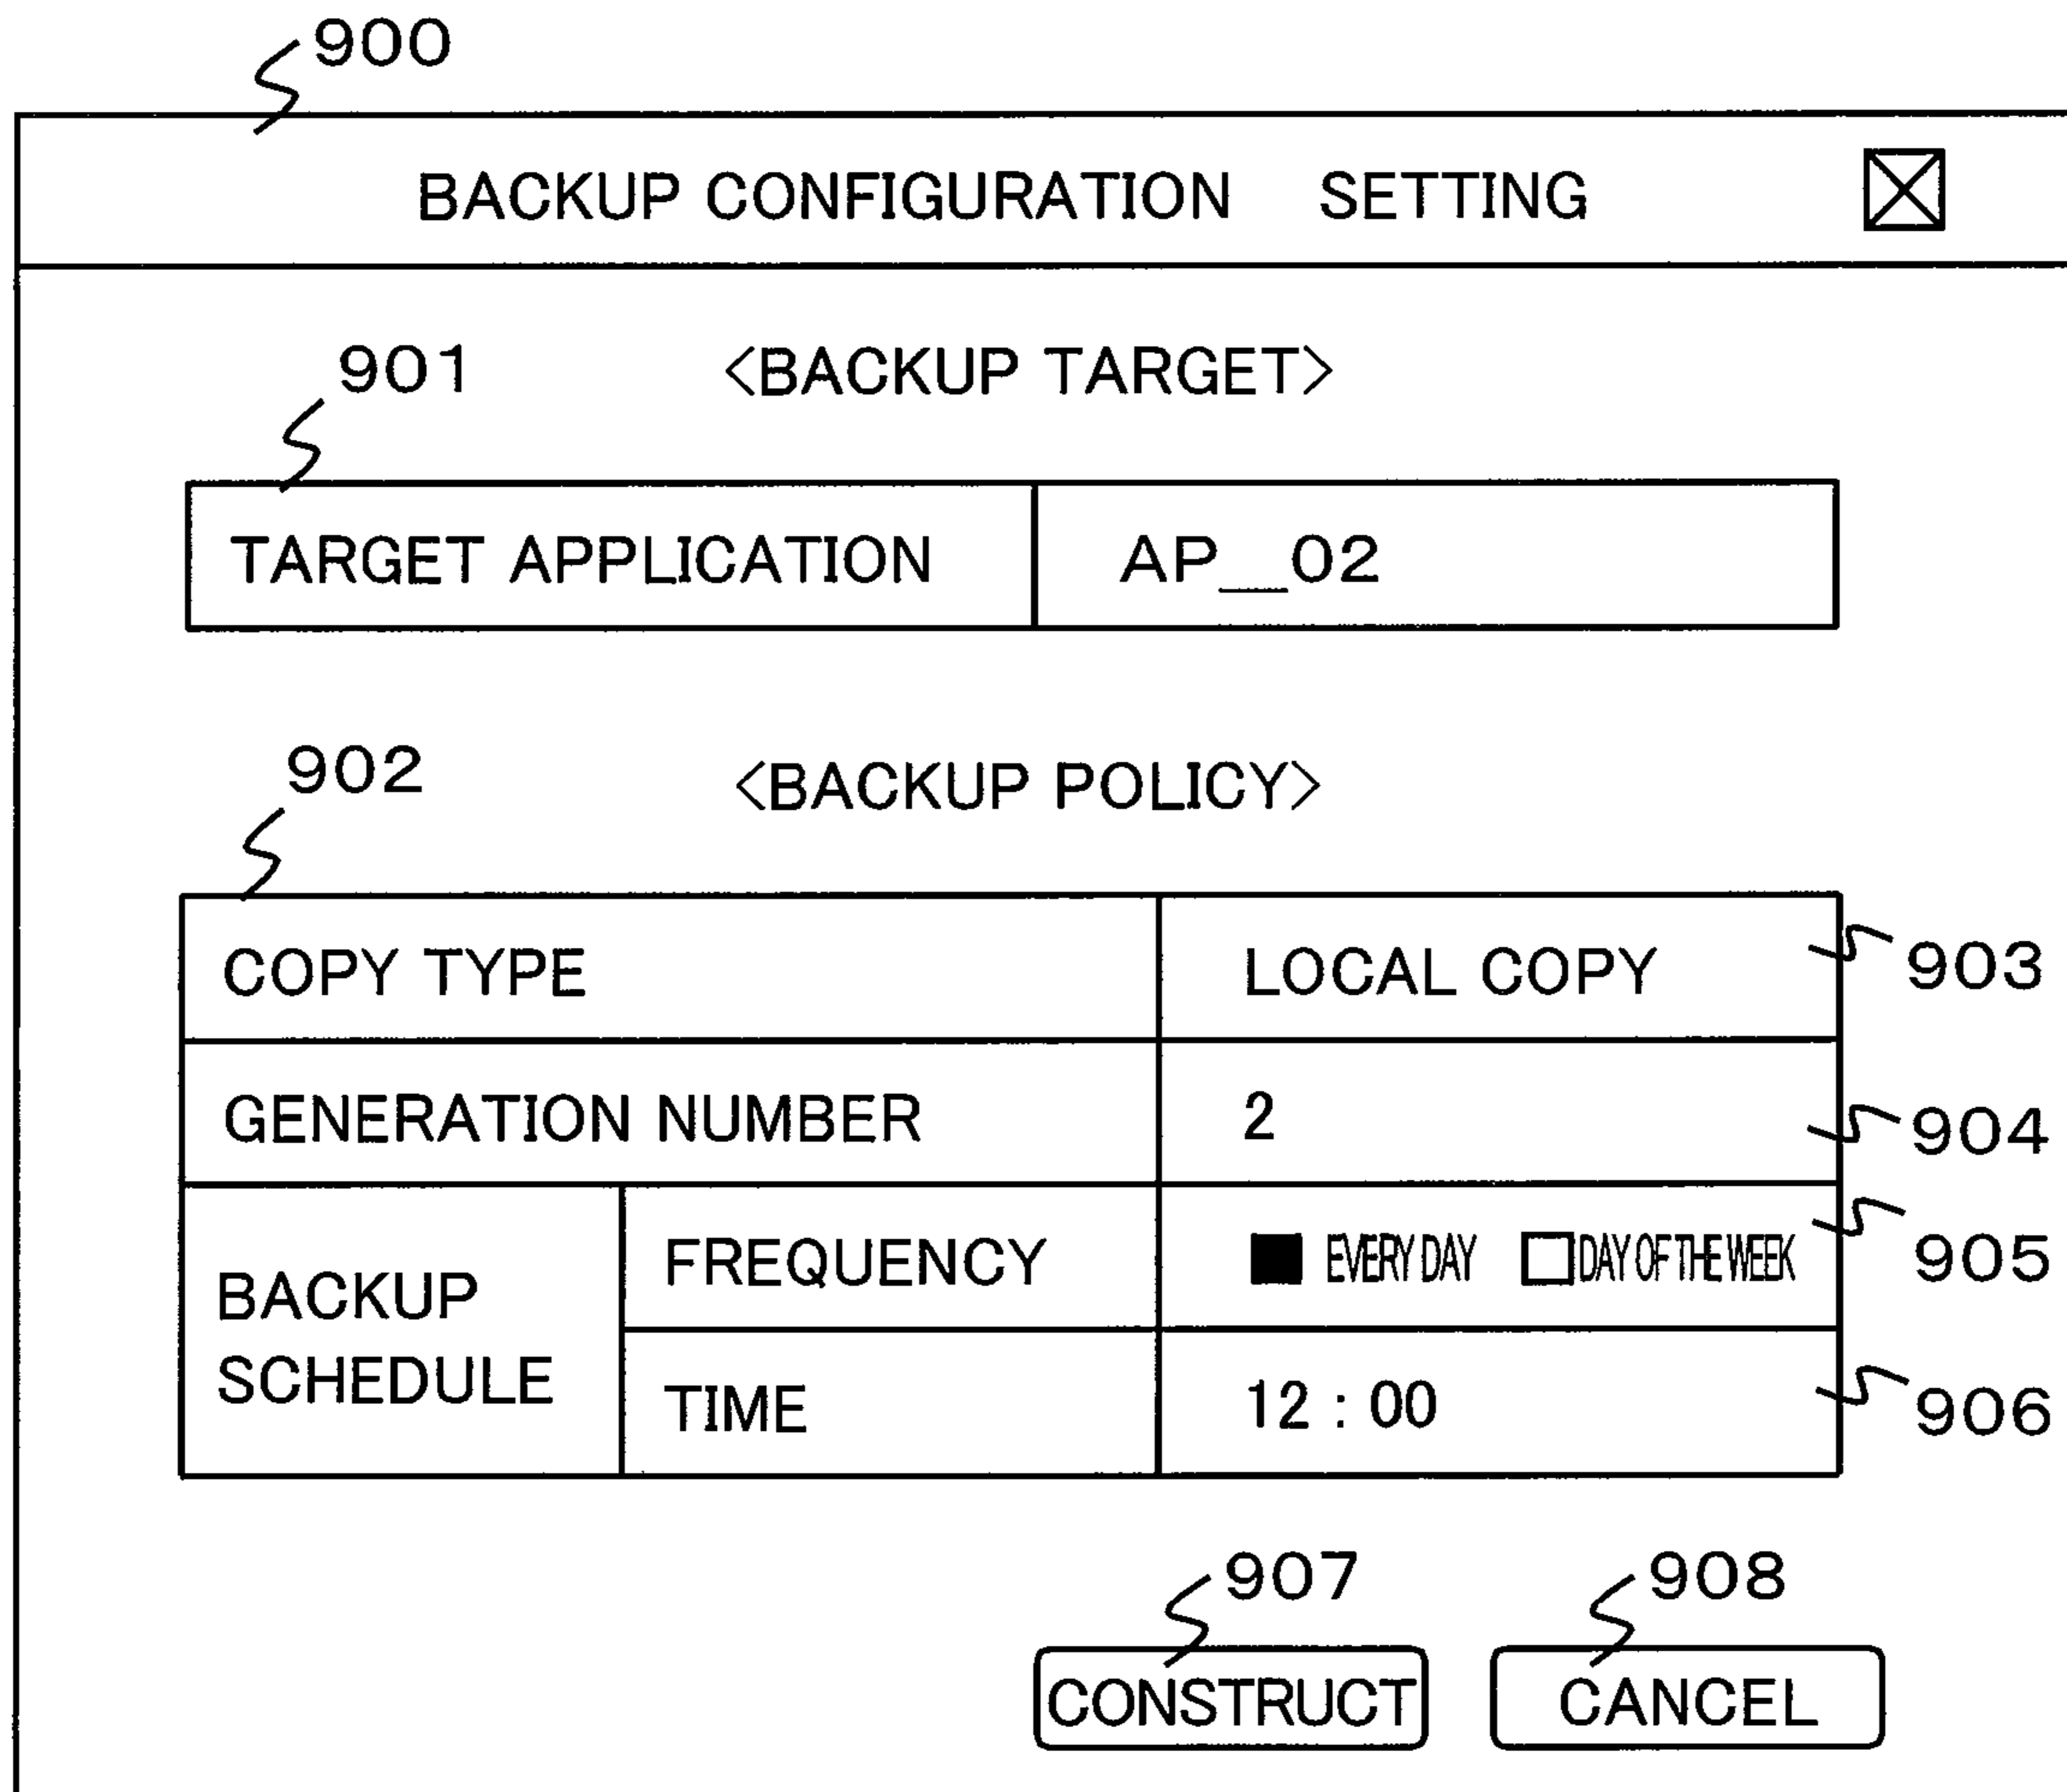 900
BACKUP CONFIGURATION SETTING
901
<BACKUP TARGET>
TARGET APPLICATION AP__02
902
<BACKUP POLICY>
COPY TYPE LOCAL COPY 903
GENERATION NUMBER 2 904
BACKUP SCHEDULE
FREQUENCY EVERY DAY DAY OF THE WEEK 905
TIME 12 : 00 906
907 908
CONSTRUCT CANCEL